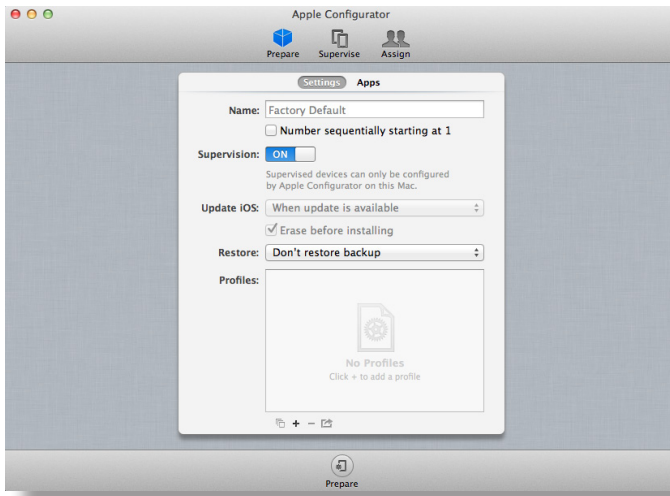 Apple Configurator
Prepare Supervise Assign
Settings Apps
Name: Factory Default
Number sequentially starting at 1
Supervision: ON
Supervised devices can only be configured
by Apple Configurator on this Mac.
Update iOS: When update is available
Erase before installing
Restore: Don't restore backup
Profiles:
No Profiles
Click + to add a profile
Prepare